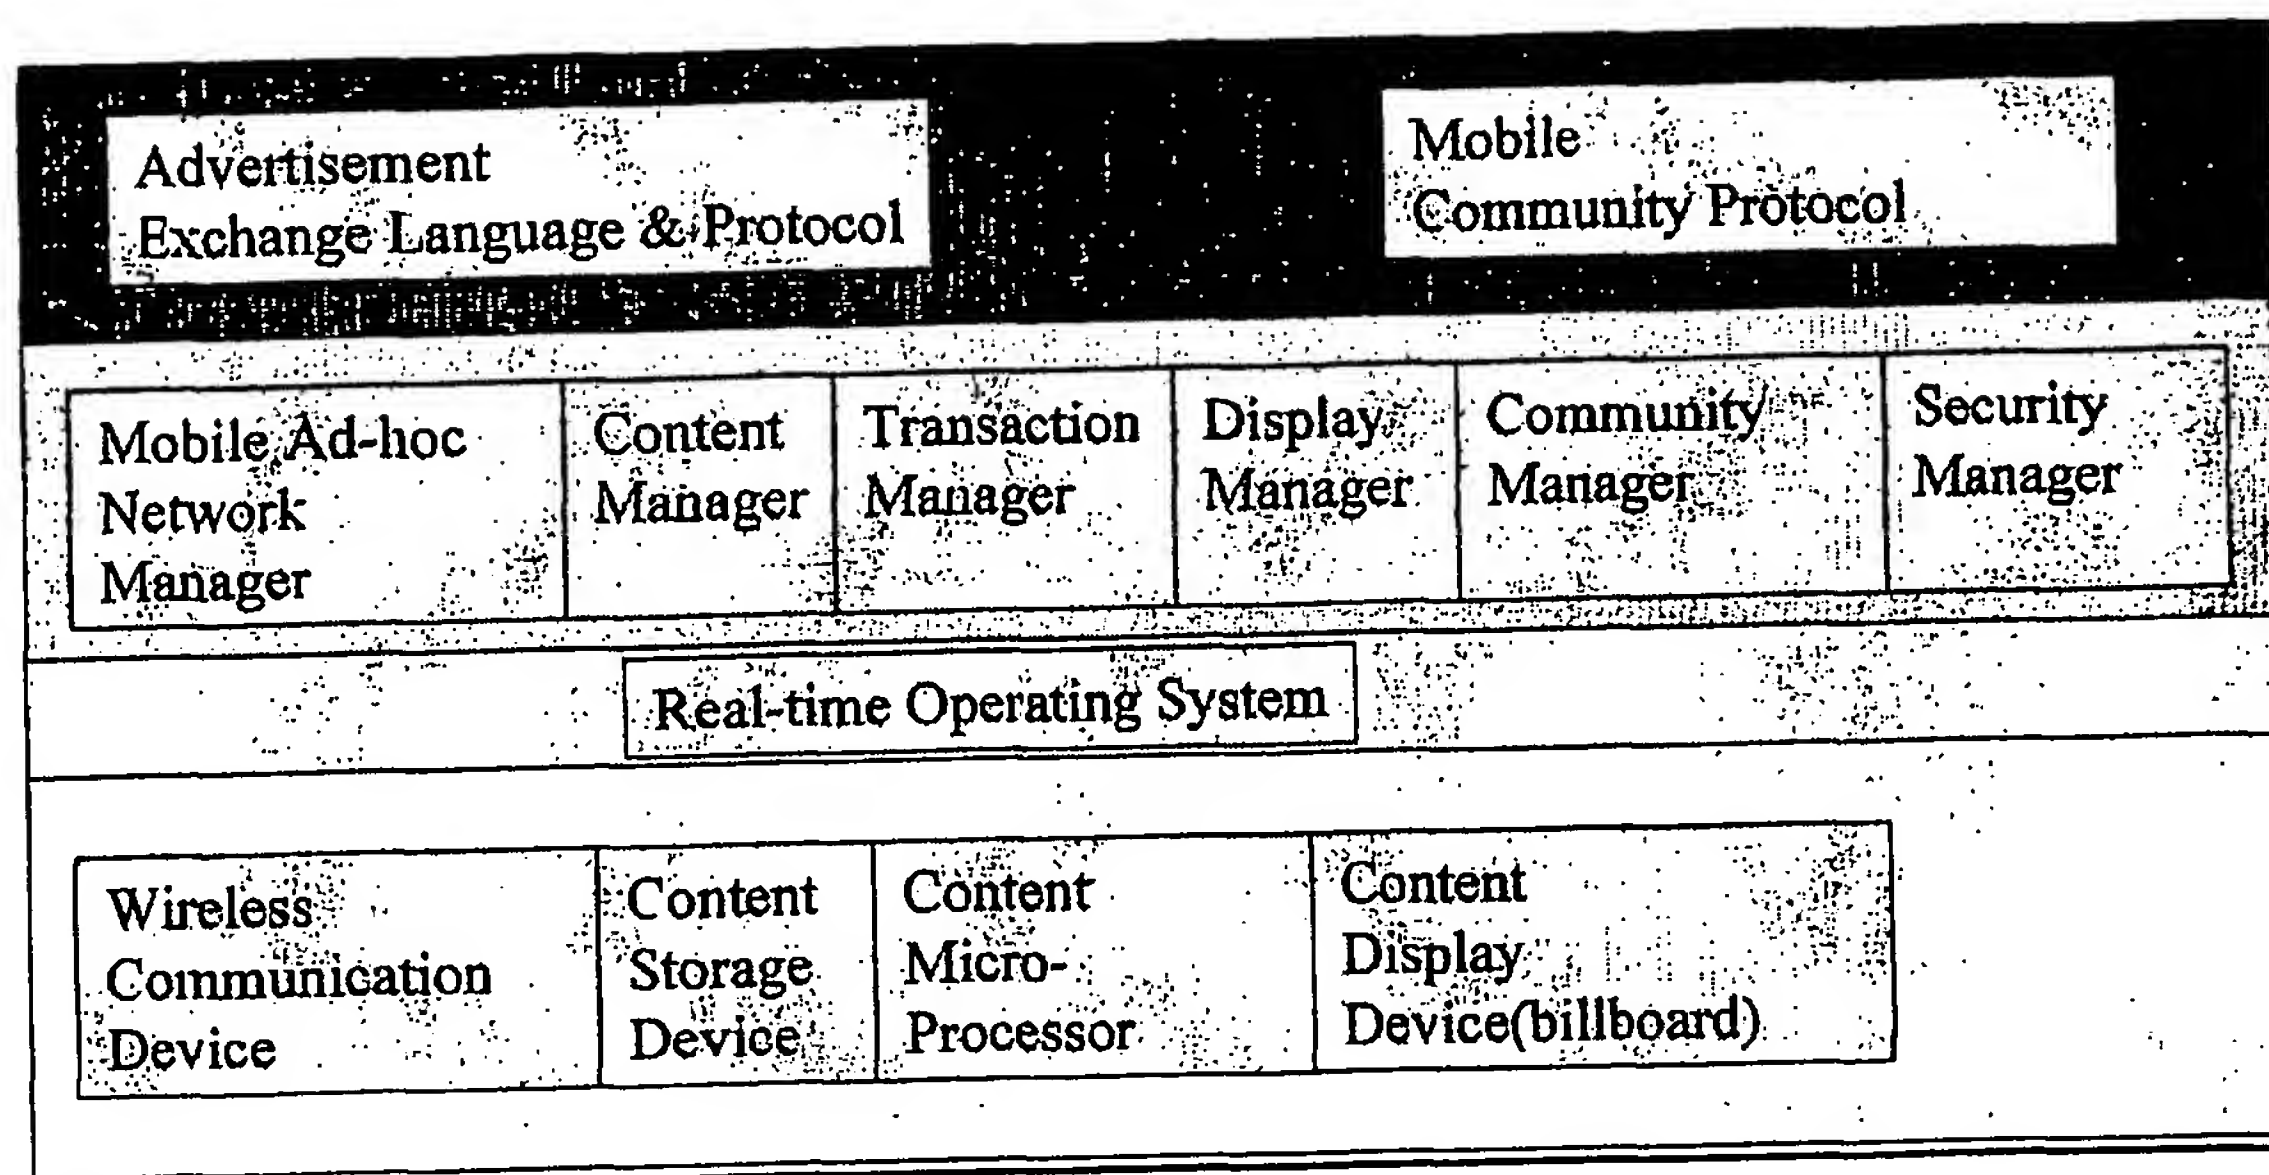 Advertisement
Exchange Language & Protocol
Mobile
Community Protocol
Mobile Ad-hoc
Network
Manager
Content
Manager
Transaction
Manager
Display
Manager
Community
Manager
Security
Manager
Real-time Operating System
Wireless
Communication
Device
Content
Storage
Device
Content
Micro-
Processor
Content
Display
Device(billboard)